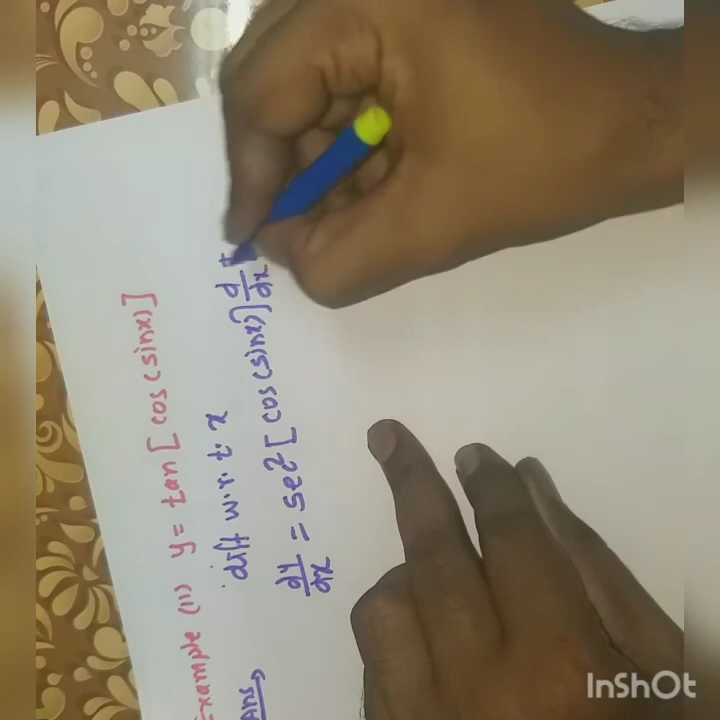 Example (11) y = tan [ cos ( sinx ) ]
Ans, diff w.r.t. x
dy/dx = sec² [ cos (sinx) ] d/dx
InShOt